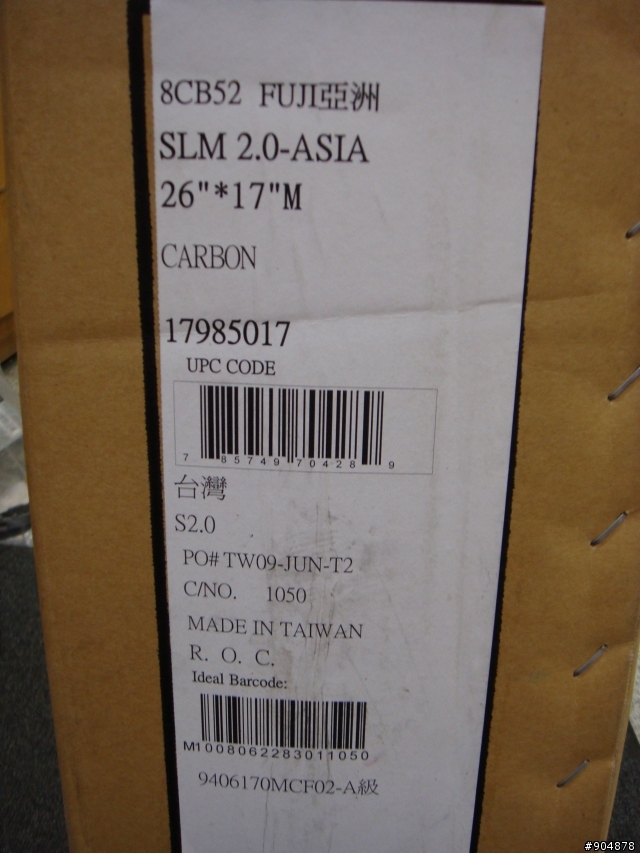 8CB52 FUJI亞洲
SLM 2.0-ASIA
26"*17"M
CARBON
17985017
UPC CODE
7 85749 70428 9
台灣
S2.0
PO# TW09-JUN-T2
C/NO. 1050
MADE IN TAIWAN
R. O. C.
Ideal Barcode:
M1008062283011050
9406170MCF02-A級
#904878